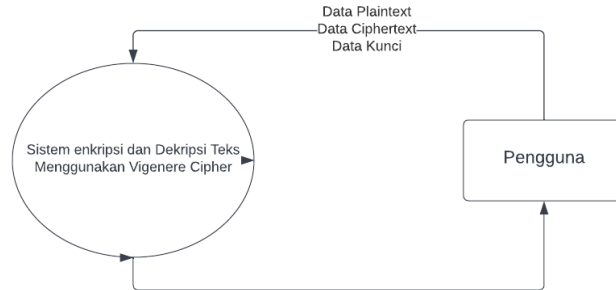 Data Plaintext
Data Ciphertext
Data Kunci
Sistem enkripsi dan Dekripsi Teks
Menggunakan Vigenere Cipher
Pengguna